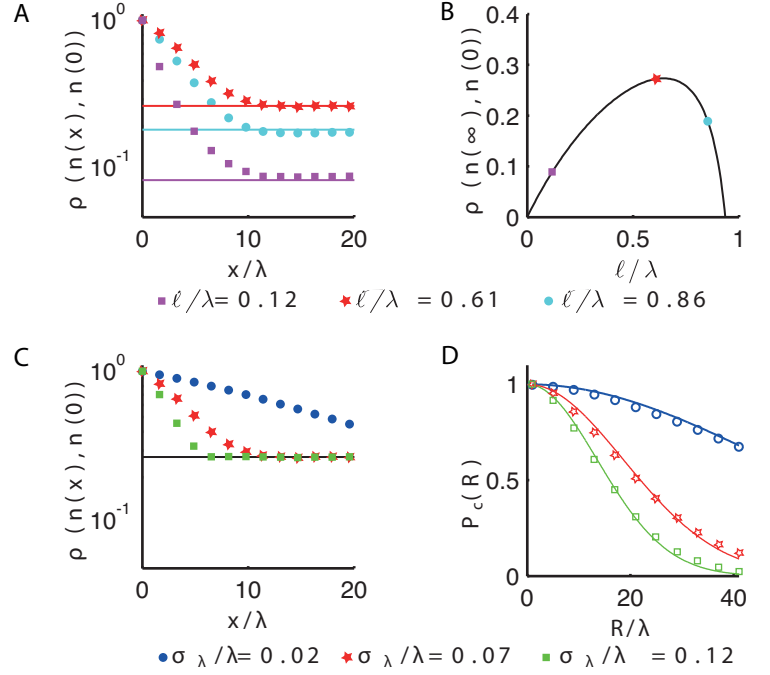 A
B
10⁰
10⁻¹
ρ (n(x), n(0))
0 10 20
x/λ
0.4
0.3
0.2
0.1
0
ρ (n(∞), n(0))
0 0.5 1
ℓ/λ
ℓ/λ= 0.12 ℓ/λ = 0.61 ℓ/λ = 0.86
C
D
10⁰
10⁻¹
ρ (n(x), n(0))
0 10 20
x/λ
1
0.5
0
P_c(R)
0 20 40
R/λ
σ_λ/λ= 0.02 σ_λ/λ= 0.07 σ_λ/λ = 0.12